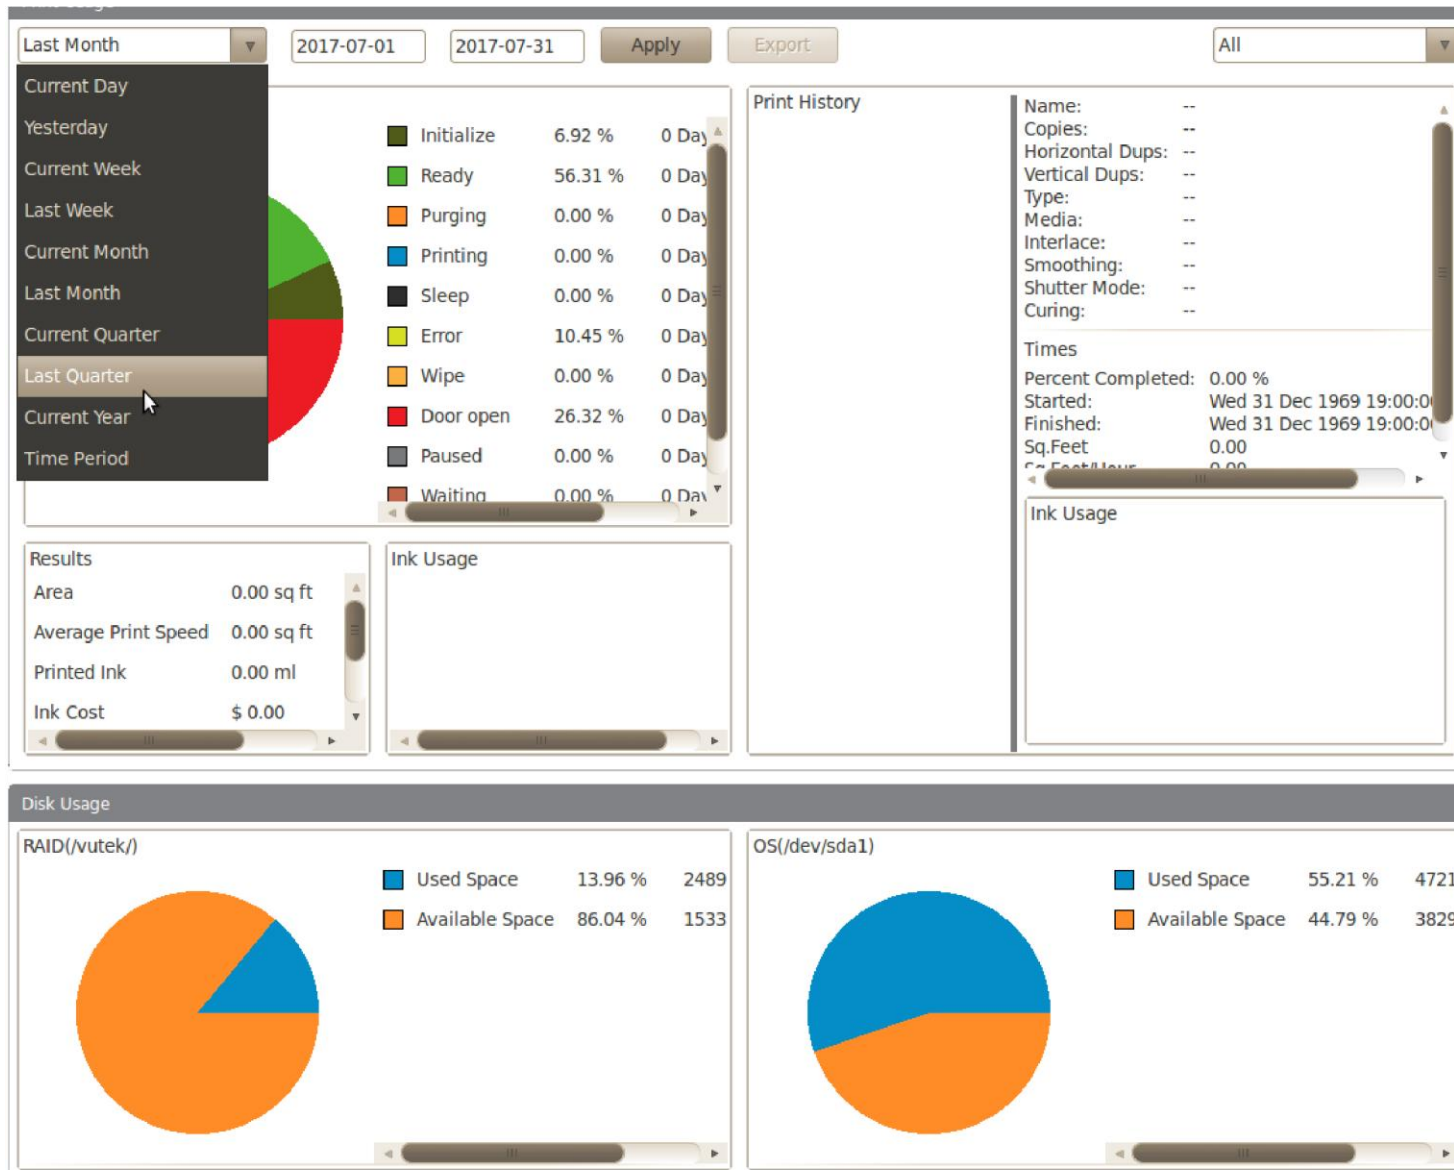 Last Month 2017-07-01 2017-07-31 Apply Export All
Current Day
Yesterday
Current Week
Last Week
Current Month
Last Month
Current Quarter
Last Quarter
Current Year
Time Period
Initialize 6.92 % 0 Day
Ready 56.31 % 0 Day
Purging 0.00 % 0 Day
Printing 0.00 % 0 Day
Sleep 0.00 % 0 Day
Error 10.45 % 0 Day
Wipe 0.00 % 0 Day
Door open 26.32 % 0 Day
Paused 0.00 % 0 Day
Waiting 0.00 % 0 Day
Print History
Name: --
Copies: --
Horizontal Dups: --
Vertical Dups: --
Type: --
Media: --
Interlace: --
Smoothing: --
Shutter Mode: --
Curing: --
Times
Percent Completed: 0.00 %
Started: Wed 31 Dec 1969 19:00:0
Finished: Wed 31 Dec 1969 19:00:0
Sq.Feet 0.00
Sq.Feet/Hour 0.00
Ink Usage
Results
Area 0.00 sq ft
Average Print Speed 0.00 sq ft
Printed Ink 0.00 ml
Ink Cost $ 0.00
Ink Usage
Disk Usage
RAID(/vutek/)
Used Space 13.96 % 2489
Available Space 86.04 % 1533
OS(/dev/sda1)
Used Space 55.21 % 4721
Available Space 44.79 % 3829